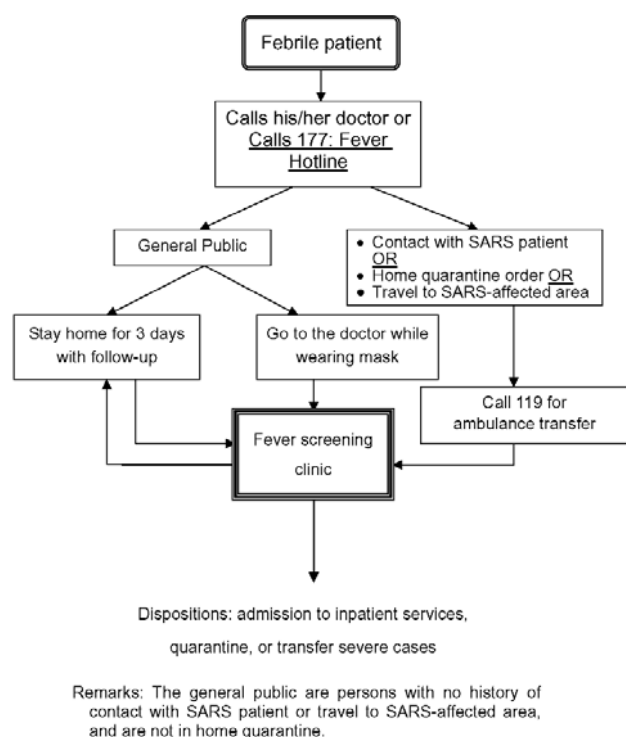 Febrile patient
Calls his/her doctor or
Calls 177: Fever
Hotline
General Public
• Contact with SARS patient
OR
• Home quarantine order OR
• Travel to SARS-affected area
Stay home for 3 days
with follow-up
Go to the doctor while
wearing mask
Call 119 for
ambulance transfer
Fever screening
clinic
Dispositions: admission to inpatient services,
quarantine, or transfer severe cases
Remarks: The general public are persons with no history of
contact with SARS patient or travel to SARS-affected area,
and are not in home quarantine.